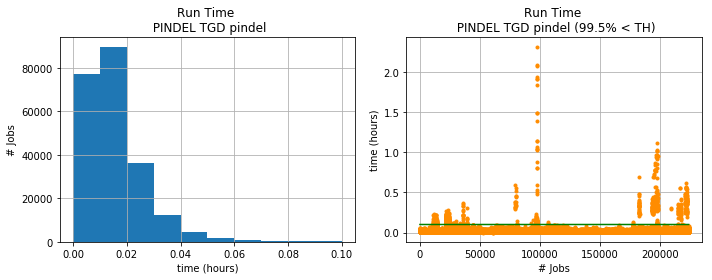 Run Time
PINDEL TGD pindel
# Jobs
80000
60000
40000
20000
0
0.00 0.02 0.04 0.06 0.08 0.10
time (hours)
Run Time
PINDEL TGD pindel (99.5% < TH)
time (hours)
2.0
1.5
1.0
0.5
0.0
0 50000 100000 150000 200000
# Jobs